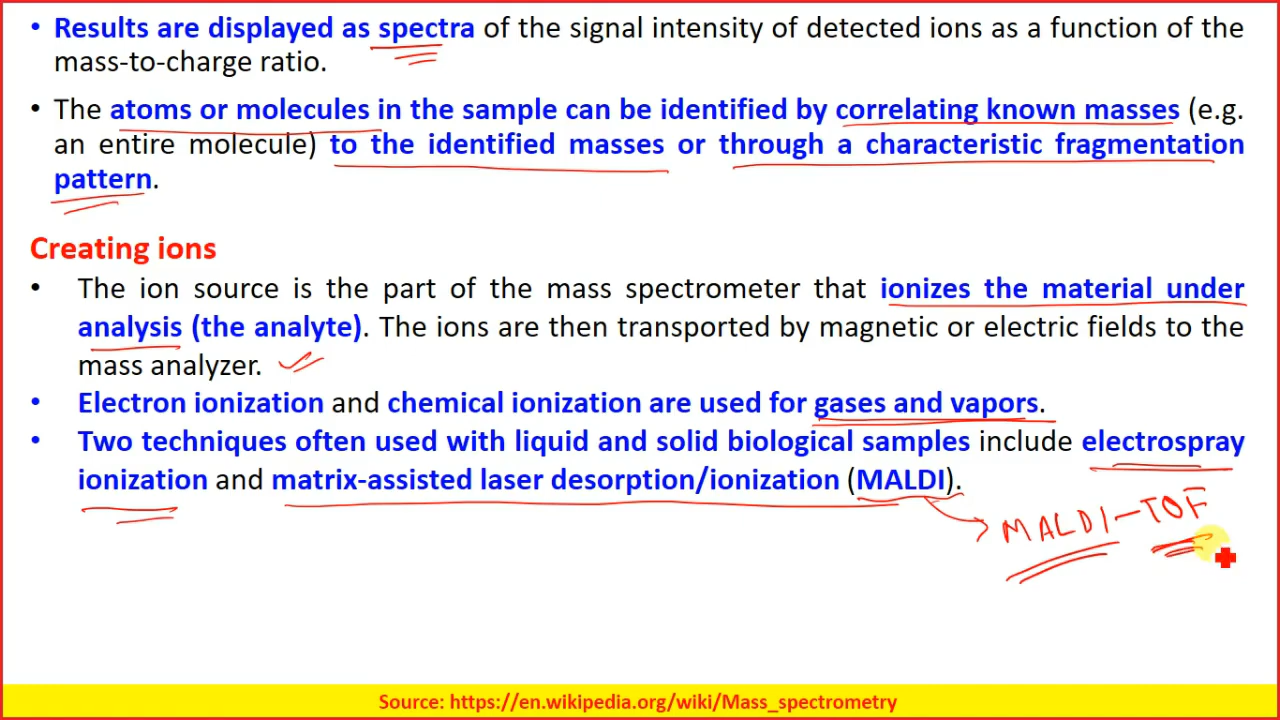 • Results are displayed as spectra of the signal intensity of detected ions as a function of the
mass-to-charge ratio.
• The atoms or molecules in the sample can be identified by correlating known masses (e.g.
an entire molecule) to the identified masses or through a characteristic fragmentation
pattern.
Creating ions
• The ion source is the part of the mass spectrometer that ionizes the material under
analysis (the analyte). The ions are then transported by magnetic or electric fields to the
mass analyzer.
• Electron ionization and chemical ionization are used for gases and vapors.
• Two techniques often used with liquid and solid biological samples include electrospray
ionization and matrix-assisted laser desorption/ionization (MALDI).
MALDI-TOF
Source: https://en.wikipedia.org/wiki/Mass_spectrometry